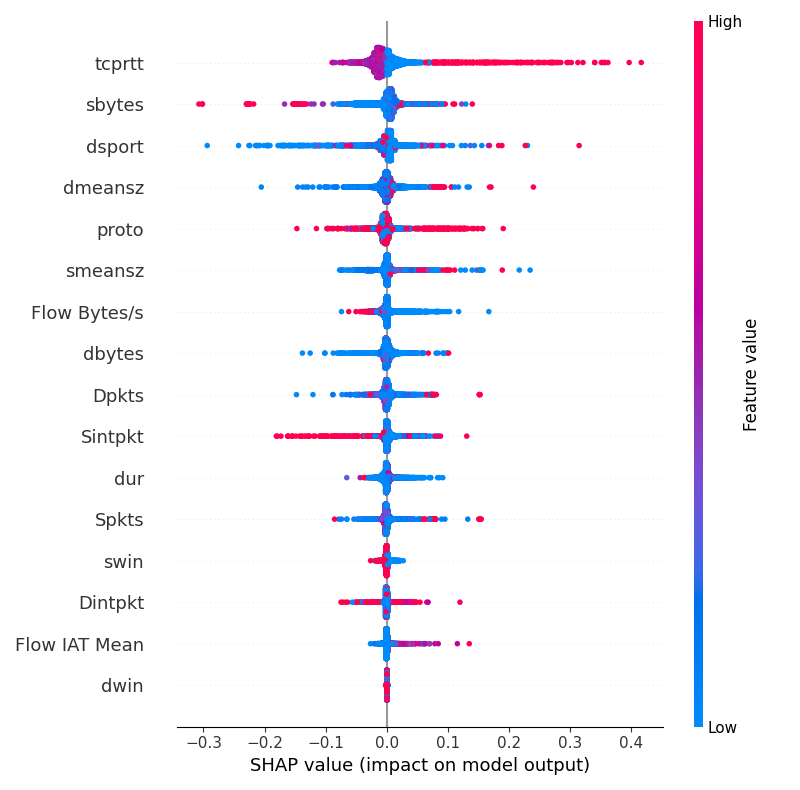 High
tcprtt
sbytes
dsport
dmeansz
proto
smeansz
Flow Bytes/s
dbytes
Dpkts
Sintpkt
dur
Spkts
swin
Dintpkt
Flow IAT Mean
dwin
Feature value
Low
−0.3 −0.2 −0.1 0.0 0.1 0.2 0.3 0.4
SHAP value (impact on model output)